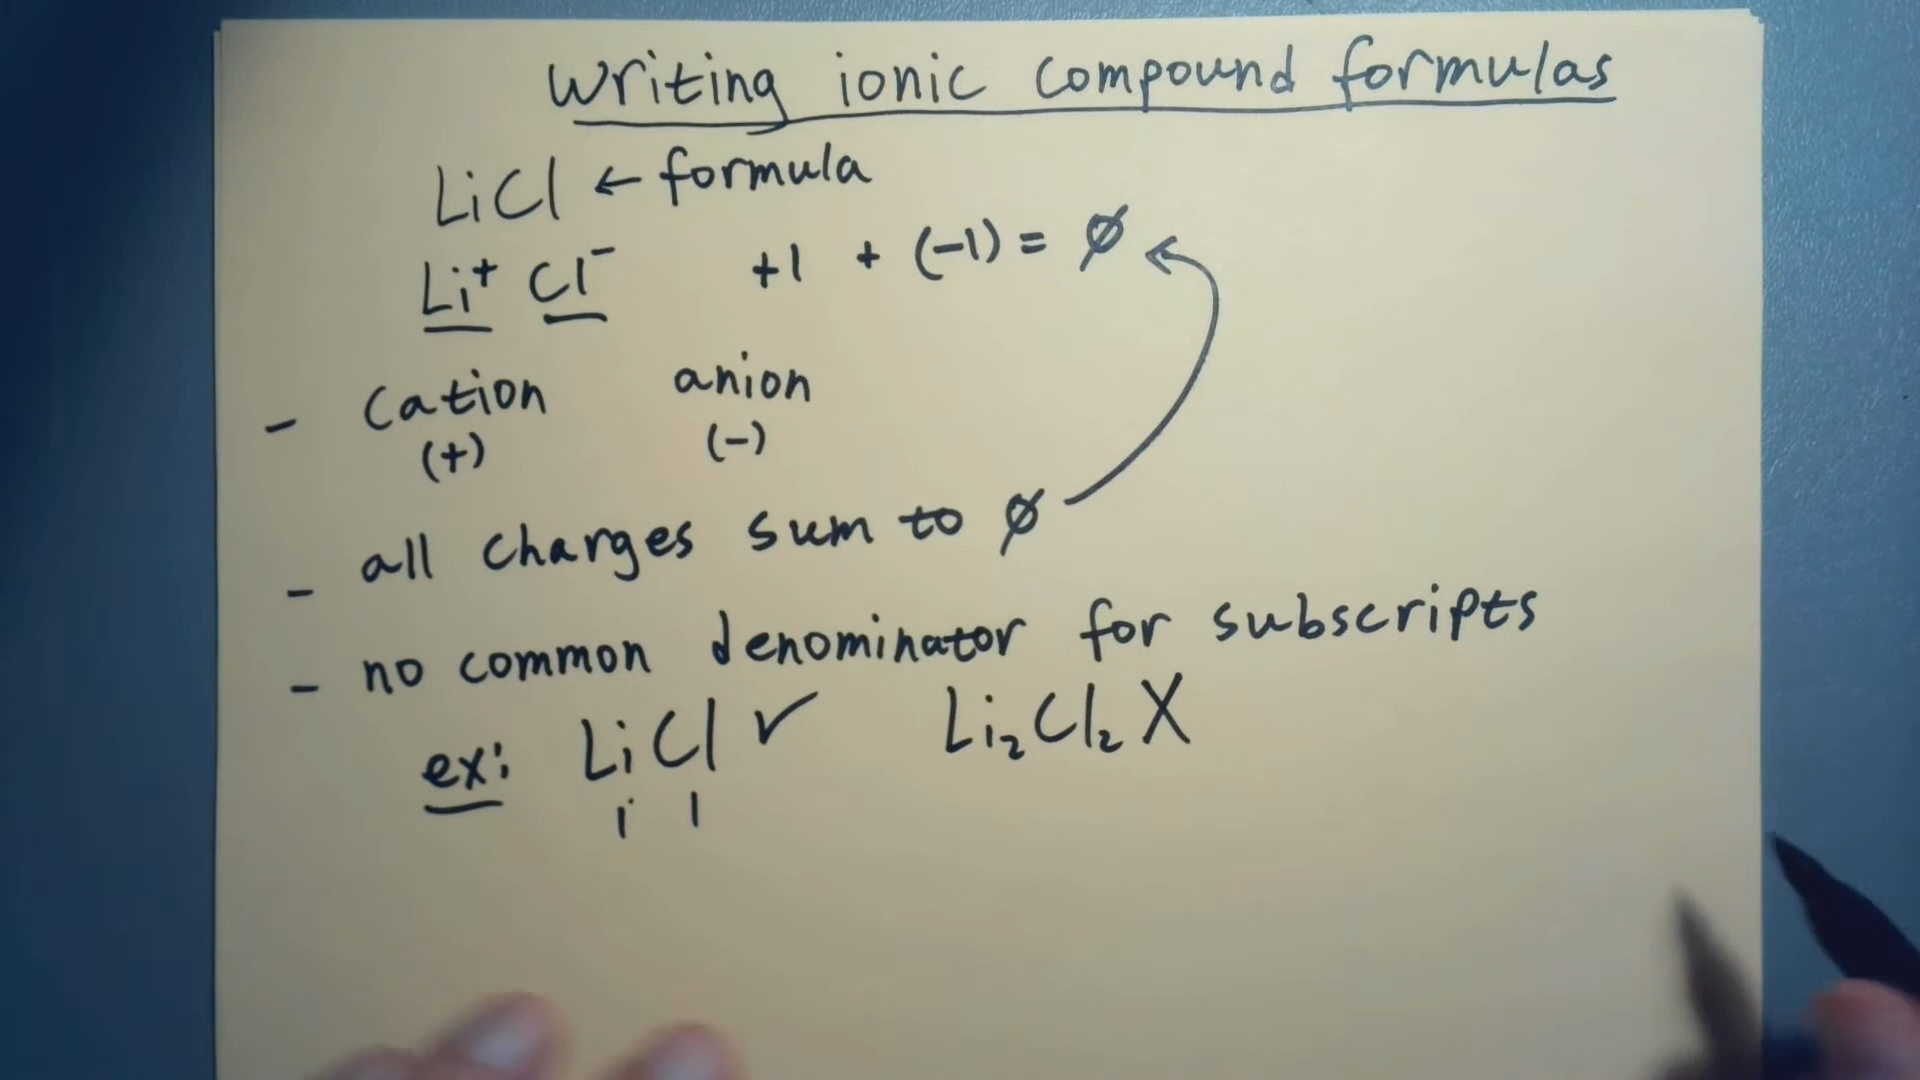 writing ionic compound formulas
LiCl ← formula
Li⁺ Cl⁻ +1 + (-1) = ∅
- cation anion
(+) (-)
- all charges sum to ∅
- no common denominator for subscripts
ex: LiCl ✓ Li₂Cl₂ X
1 1